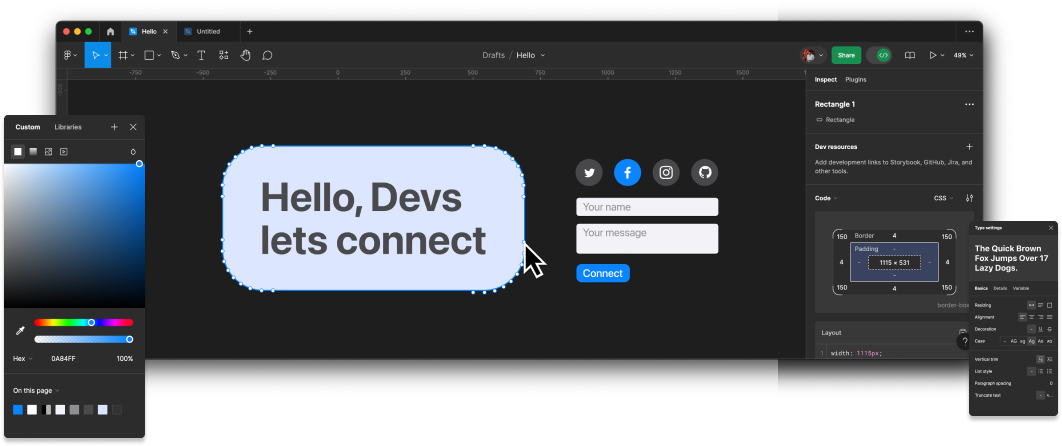 Hello
Untitled
Drafts / Hello
Share
49%
-750
-500
-250
0
250
500
750
1000
1250
1500
Inspect Plugins
Rectangle 1
Rectangle
Dev resources
Add development links to Storybook, GitHub, Jira, and
other tools.
Code CSS
150 Border 4 150
Padding -
4 - 1115 × 531 - 4
-
150 4 150
border-box
Layout
1 width: 1115px;
?
Custom Libraries
Hex 0A84FF 100%
On this page
Hello, Devs
lets connect
Your name
Your message
Connect
Type settings
The Quick Brown
Fox Jumps Over 17
Lazy Dogs.
Basics Details Variable
Resizing
Alignment
Decoration - U S
Case - AG ag Ag
Vertical trim
List style -
Paragraph spacing 0
Truncate text -